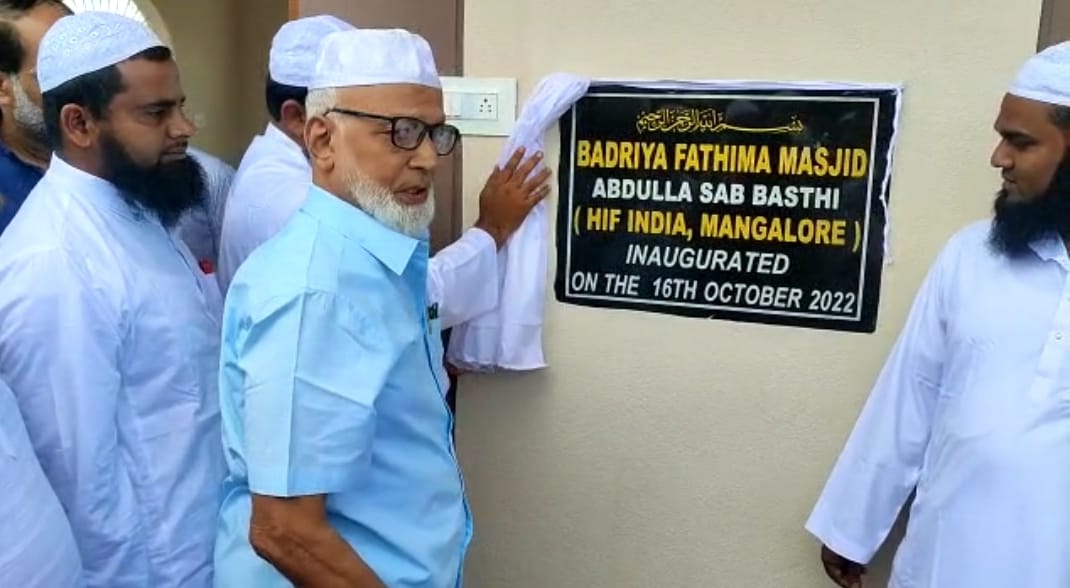 بسم الله الرحمن الرحيم
BADRIYA FATHIMA MASJID
ABDULLA SAB BASTHI
( HIF INDIA, MANGALORE )
INAUGURATED
ON THE 16TH OCTOBER 2022